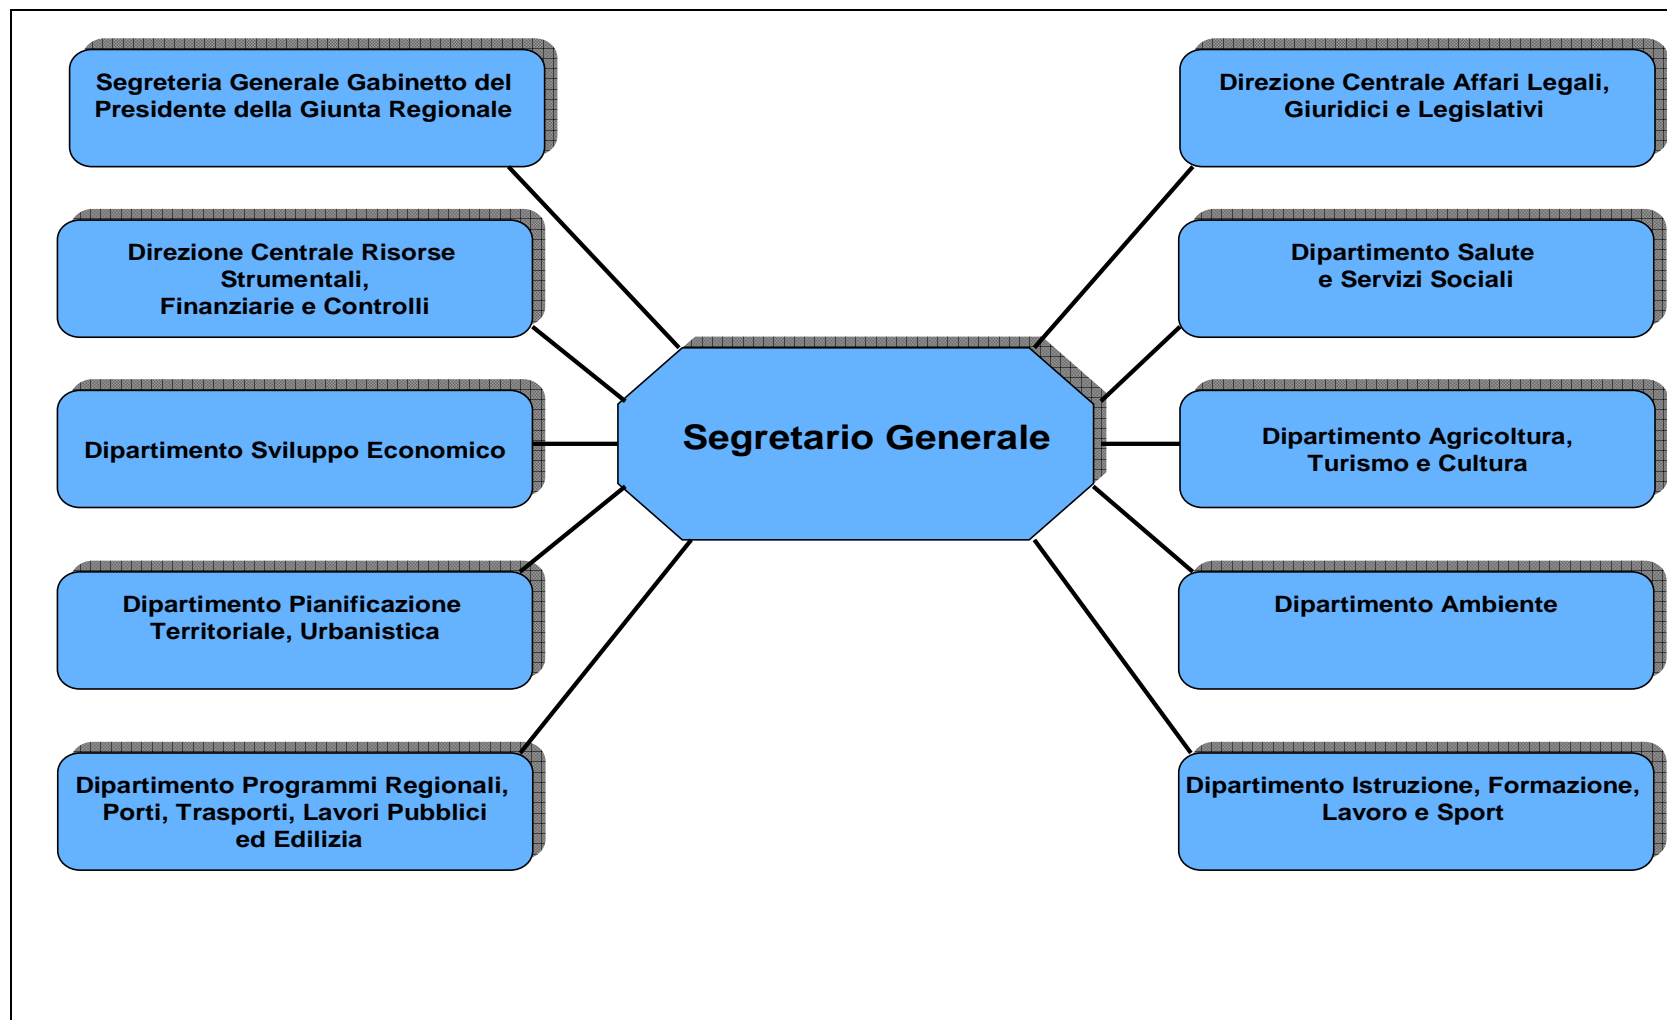 Segreteria Generale Gabinetto del
Presidente della Giunta Regionale
Direzione Centrale Risorse
Strumentali,
Finanziarie e Controlli
Dipartimento Sviluppo Economico
Dipartimento Pianificazione
Territoriale, Urbanistica
Dipartimento Programmi Regionali,
Porti, Trasporti, Lavori Pubblici
ed Edilizia
Segretario Generale
Direzione Centrale Affari Legali,
Giuridici e Legislativi
Dipartimento Salute
e Servizi Sociali
Dipartimento Agricoltura,
Turismo e Cultura
Dipartimento Ambiente
Dipartimento Istruzione, Formazione,
Lavoro e Sport